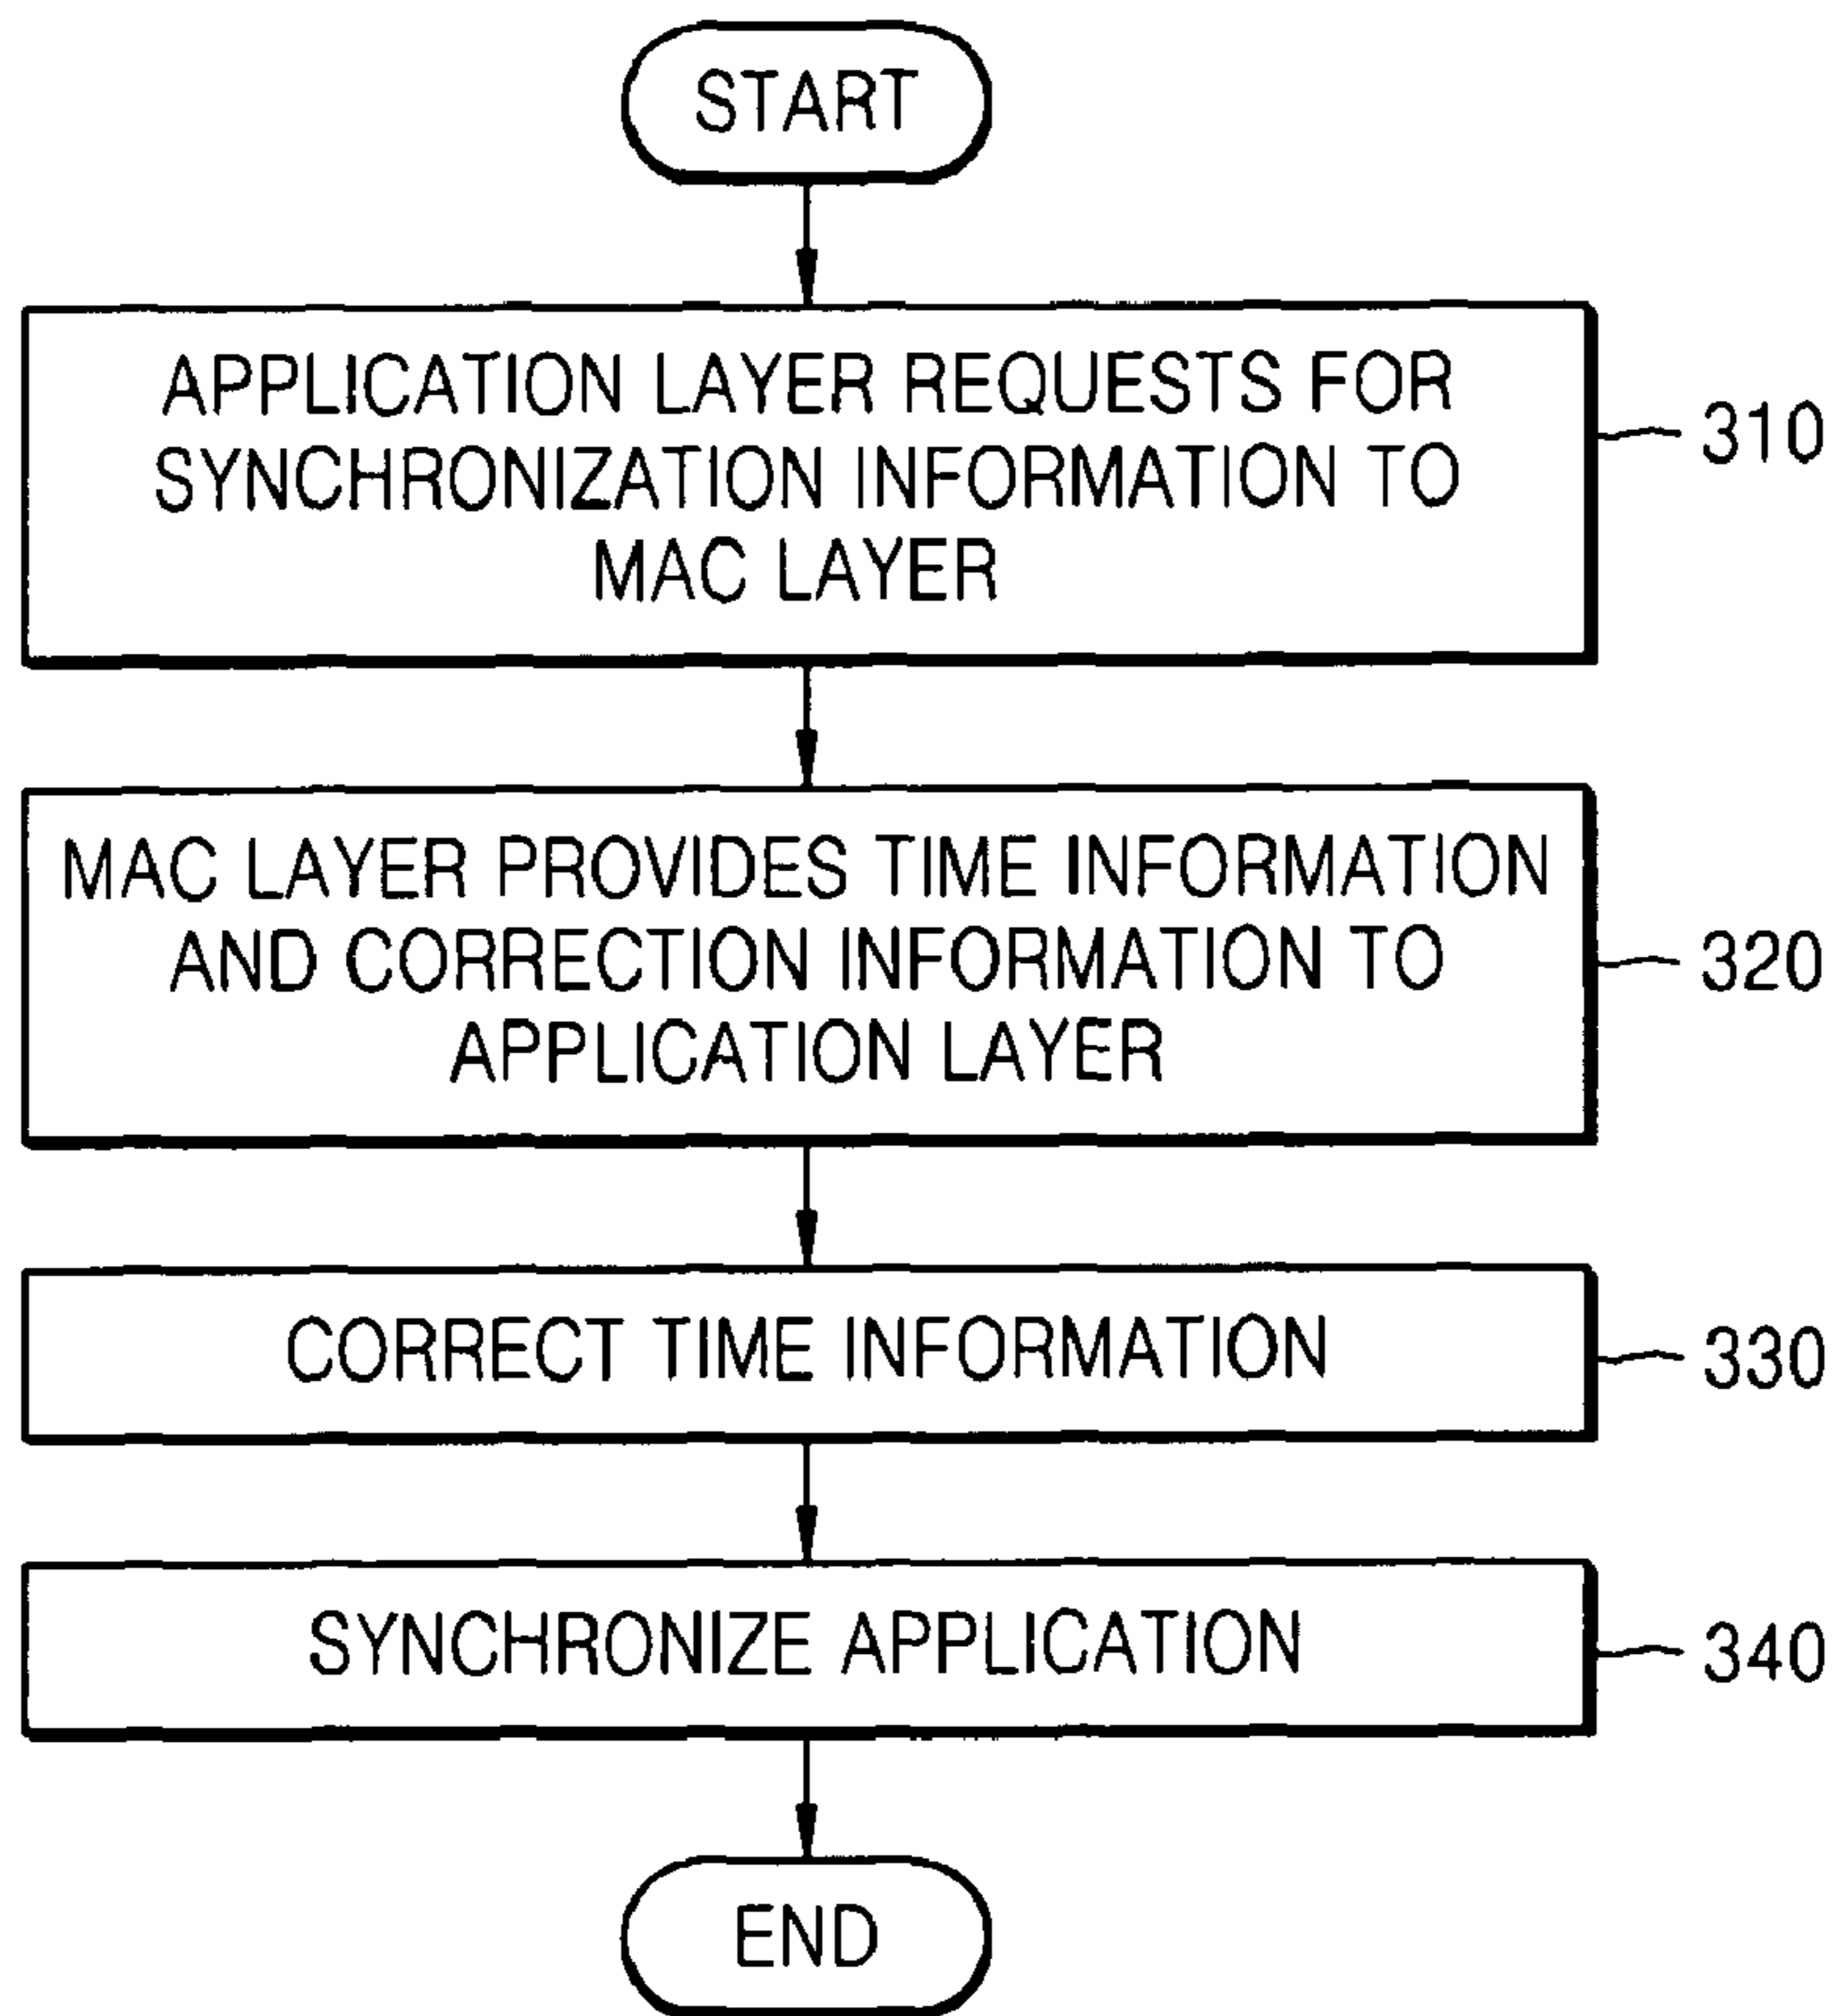 START
APPLICATION LAYER REQUESTS FOR
SYNCHRONIZATION INFORMATION TO
MAC LAYER
310
MAC LAYER PROVIDES TIME INFORMATION
AND CORRECTION INFORMATION TO
APPLICATION LAYER
320
CORRECT TIME INFORMATION
330
SYNCHRONIZE APPLICATION
340
END